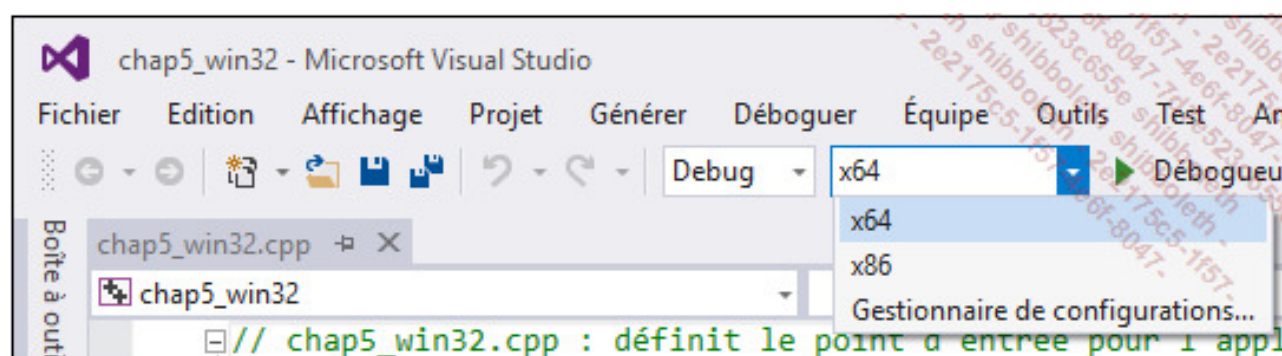 chap5_win32 - Microsoft Visual Studio
Fichier Edition Affichage Projet Générer Déboguer Équipe Outils Test
Debug x64 Débogueu
x64
x86
Gestionnaire de configurations...
Boîte à outi
chap5_win32.cpp
chap5_win32
// chap5_win32.cpp : définit le point d'entrée pour l'appl